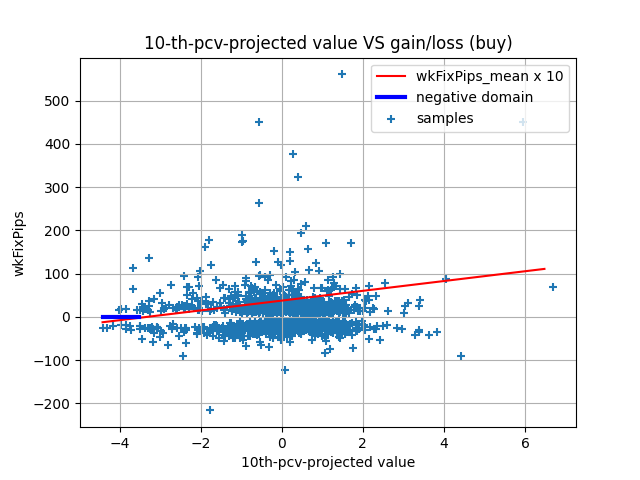 10-th-pcv-projected value VS gain/loss (buy)
wkFixPips_mean x 10
negative domain
samples
wkFixPips
500
400
300
200
100
0
−100
−200
−4
−2
0
2
4
6
10th-pcv-projected value